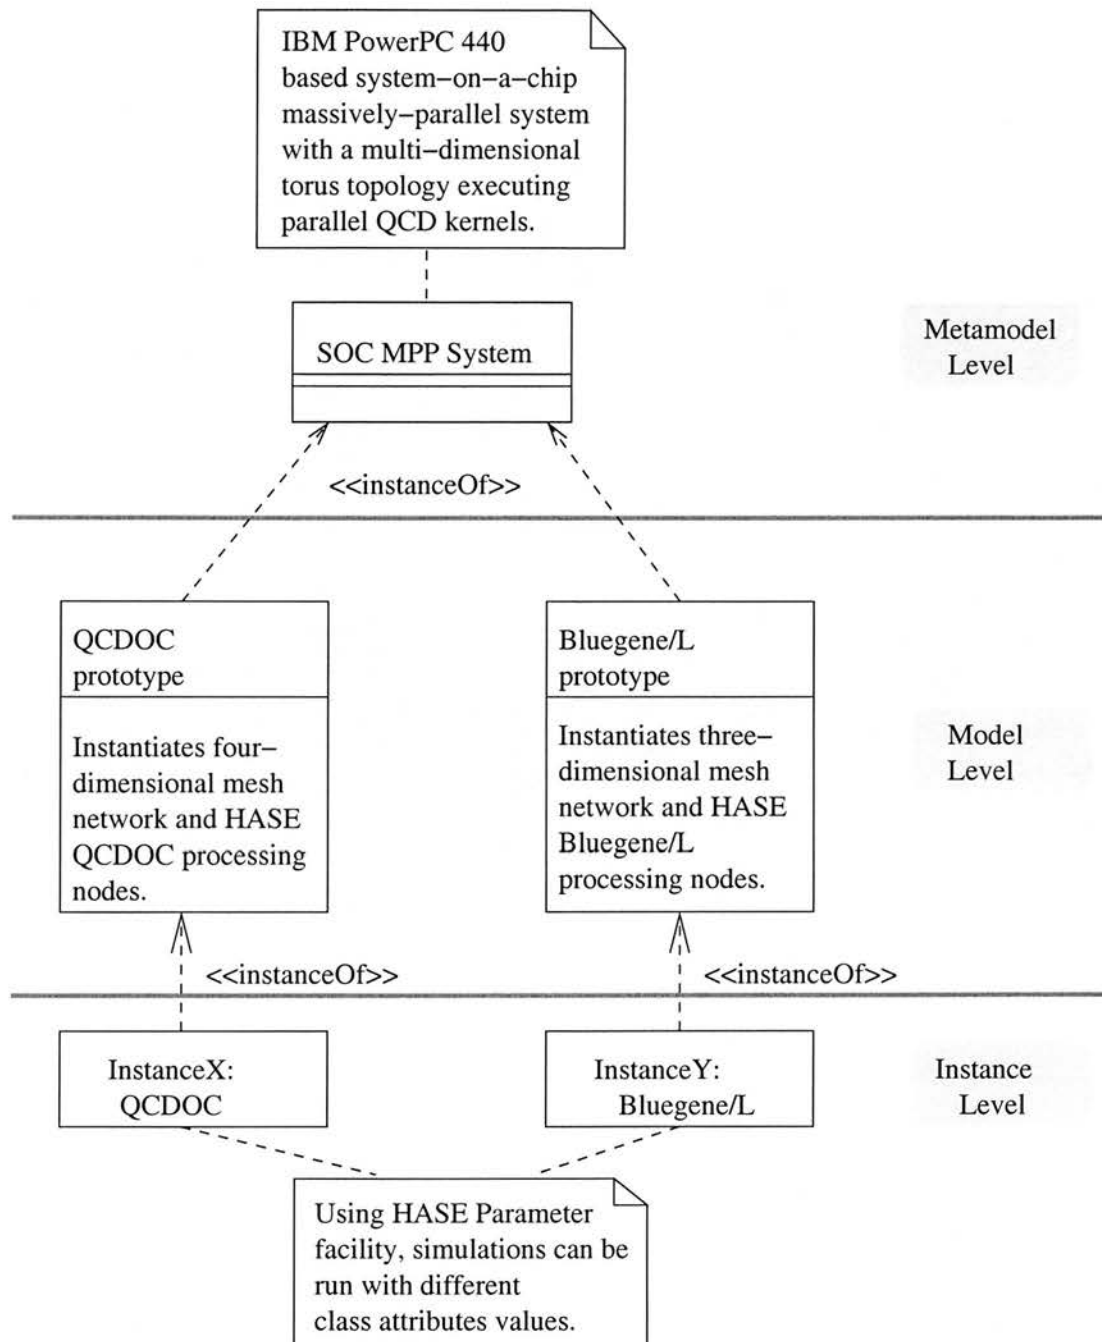 IBM PowerPC 440
based system–on–a–chip
massively–parallel system
with a multi–dimensional
torus topology executing
parallel QCD kernels.
SOC MPP System
Metamodel
Level
<<instanceOf>>
QCDOC
prototype
Instantiates four–
dimensional mesh
network and HASE
QCDOC processing
nodes.
Bluegene/L
prototype
Instantiates three–
dimensional mesh
network and HASE
Bluegene/L
processing nodes.
Model
Level
<<instanceOf>>
<<instanceOf>>
InstanceX:
QCDOC
InstanceY:
Bluegene/L
Instance
Level
Using HASE Parameter
facility, simulations can be
run with different
class attributes values.